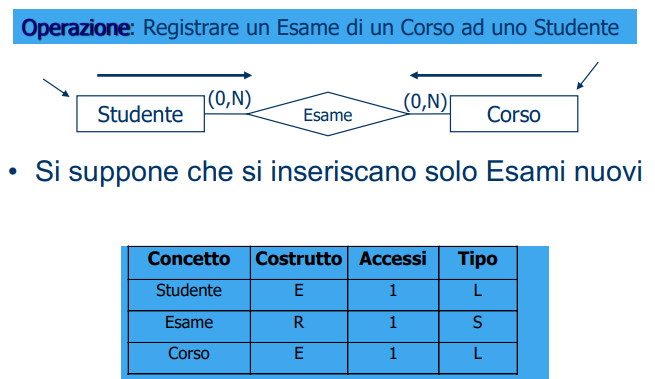 Operazione: Registrare un Esame di un Corso ad uno Studente
Studente (0,N) Esame (0,N) Corso
• Si suppone che si inseriscano solo Esami nuovi
Concetto Costrutto Accessi Tipo
Studente E 1 L
Esame R 1 S
Corso E 1 L